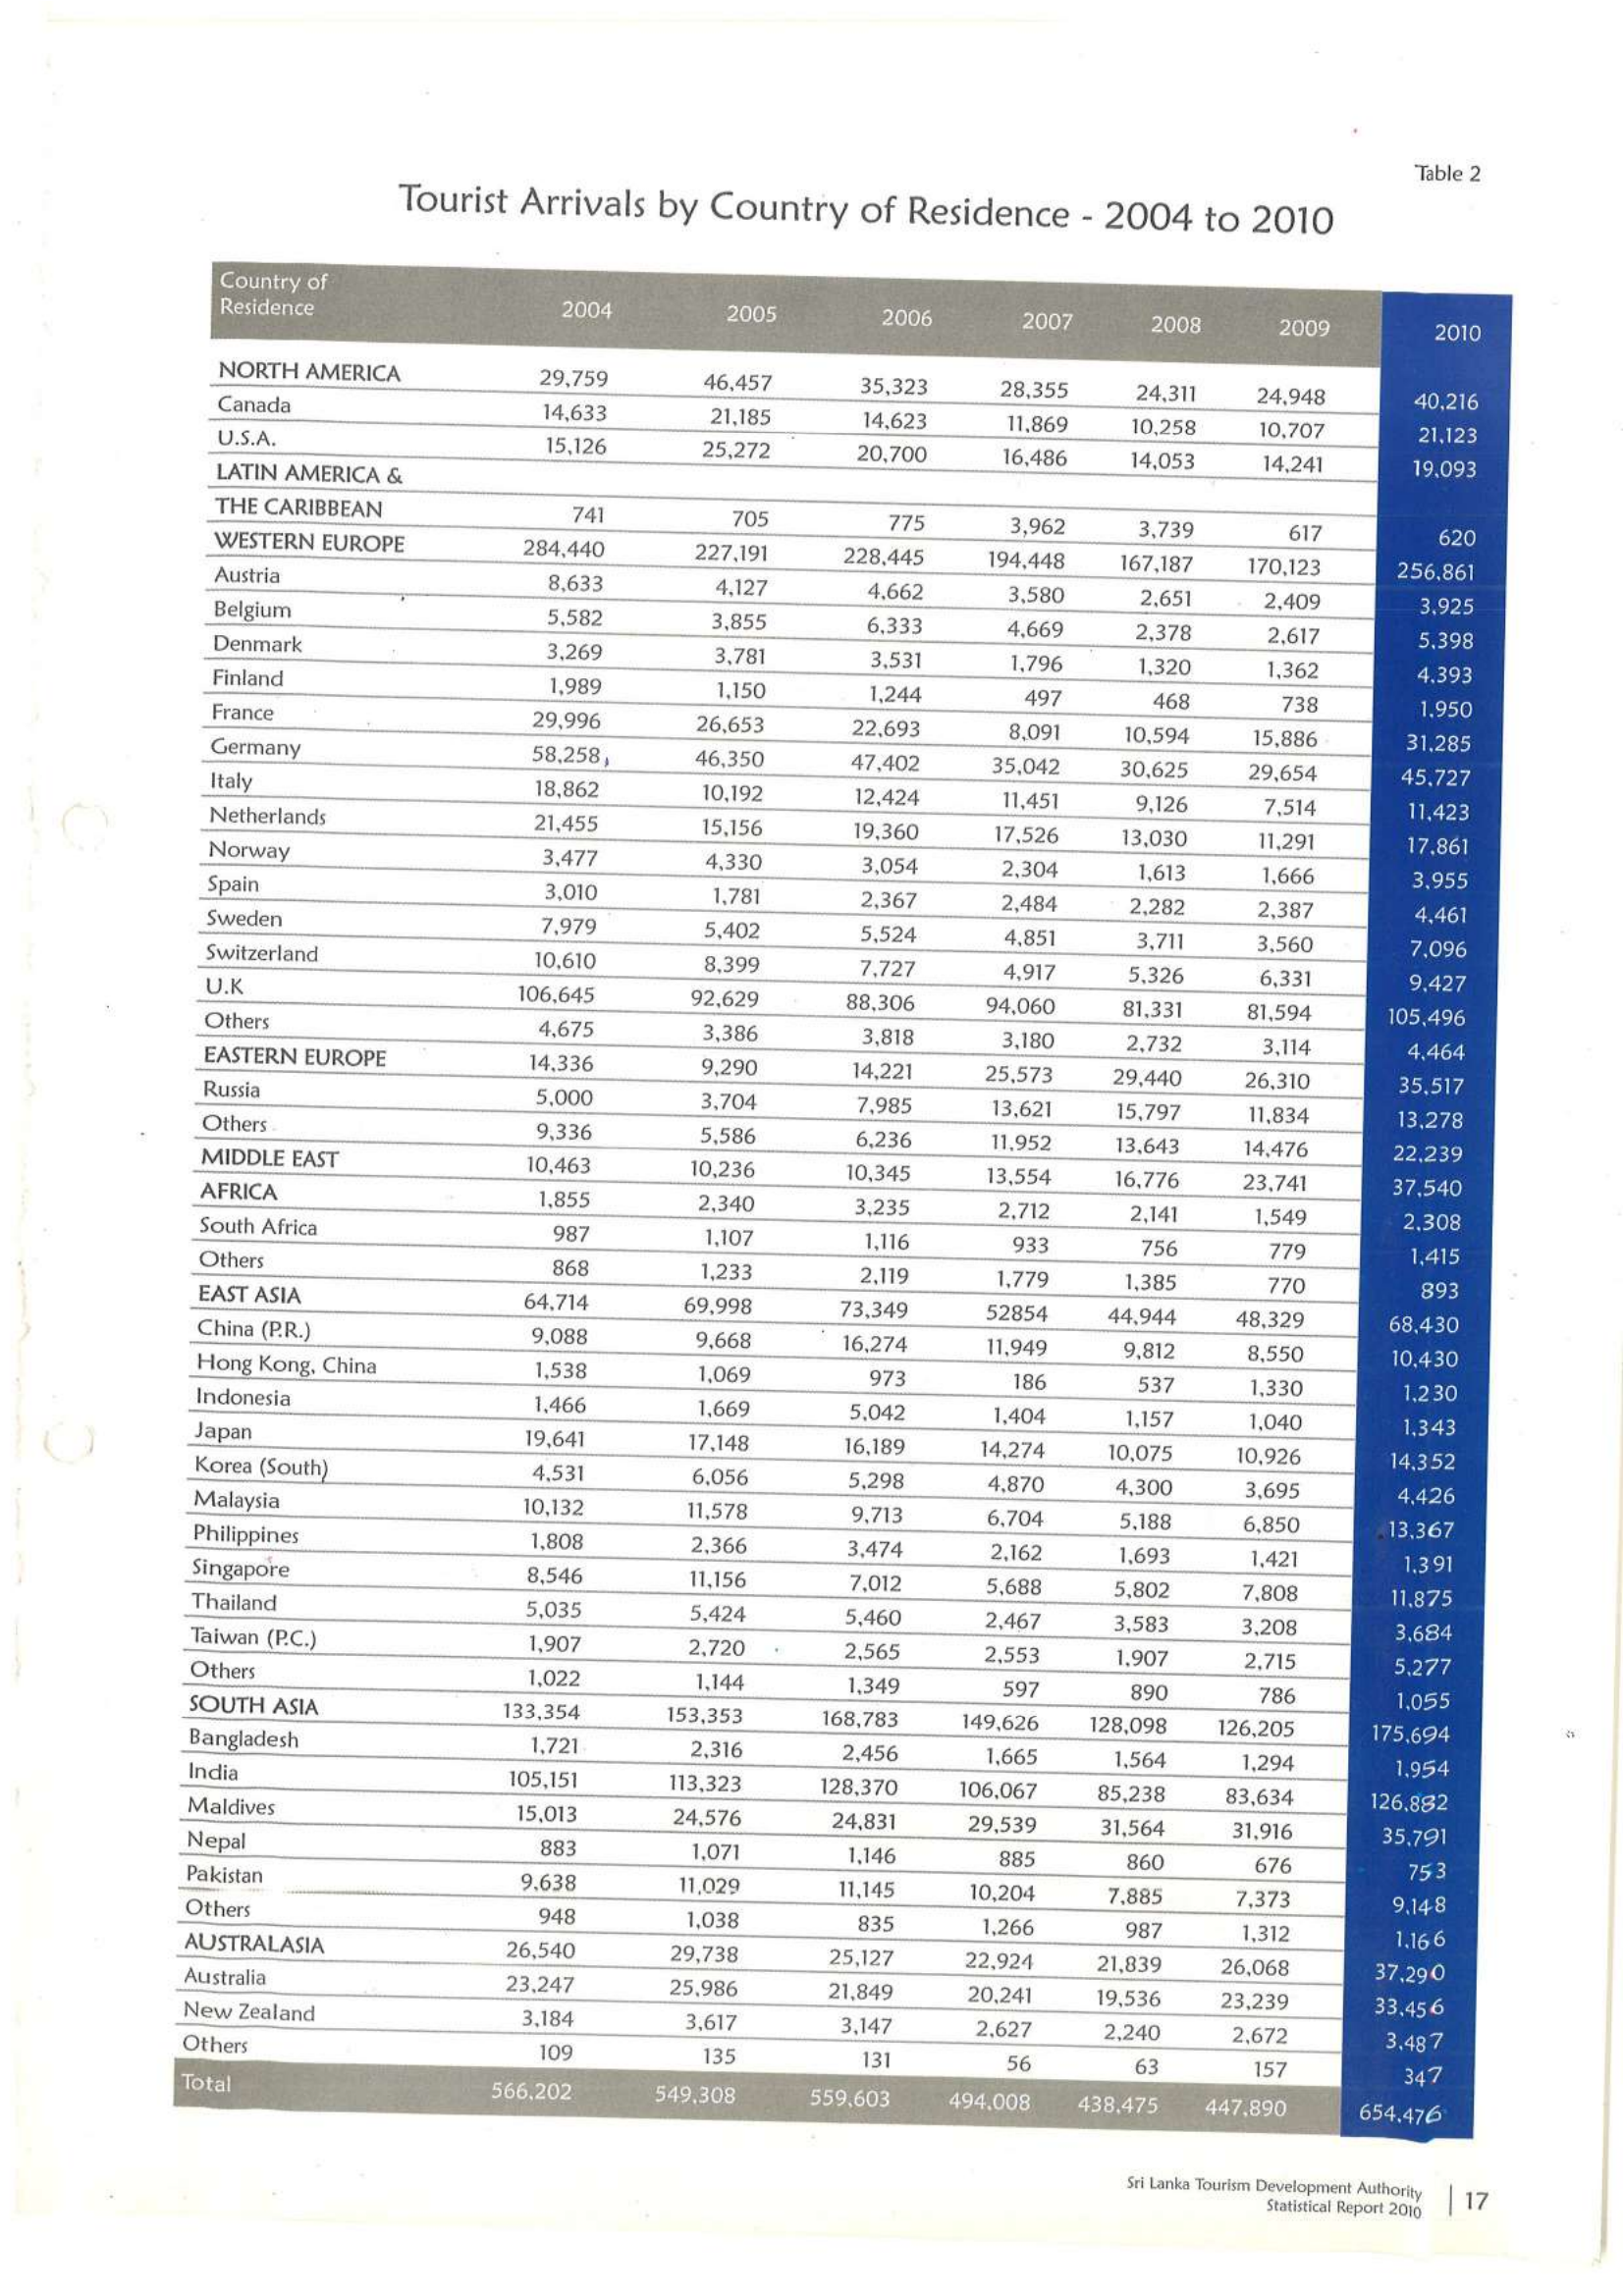 Table 2
Tourist Arrivals by Country of Residence - 2004 to 2010
Country of
Residence 2004 2005 2006 2007 2008 2009 2010
NORTH AMERICA 29,759 46,457 35,323 28,355 24,311 24,948 40,216
Canada 14,633 21,185 14,623 11,869 10,258 10,707 21,123
U.S.A. 15,126 25,272 20,700 16,486 14,053 14,241 19,093
LATIN AMERICA &
THE CARIBBEAN 741 705 775 3,962 3,739 617 620
WESTERN EUROPE 284,440 227,191 228,445 194,448 167,187 170,123 256,861
Austria 8,633 4,127 4,662 3,580 2,651 2,409 3,925
Belgium 5,582 3,855 6,333 4,669 2,378 2,617 5,398
Denmark 3,269 3,781 3,531 1,796 1,320 1,362 4,393
Finland 1,989 1,150 1,244 497 468 738 1,950
France 29,996 26,653 22,693 8,091 10,594 15,886 31,285
Germany 58,258 46,350 47,402 35,042 30,625 29,654 45,727
Italy 18,862 10,192 12,424 11,451 9,126 7,514 11,423
Netherlands 21,455 15,156 19,360 17,526 13,030 11,291 17,861
Norway 3,477 4,330 3,054 2,304 1,613 1,666 3,955
Spain 3,010 1,781 2,367 2,484 2,282 2,387 4,461
Sweden 7,979 5,402 5,524 4,851 3,711 3,560 7,096
Switzerland 10,610 8,399 7,727 4,917 5,326 6,331 9,427
U.K 106,645 92,629 88,306 94,060 81,331 81,594 105,496
Others 4,675 3,386 3,818 3,180 2,732 3,114 4,464
EASTERN EUROPE 14,336 9,290 14,221 25,573 29,440 26,310 35,517
Russia 5,000 3,704 7,985 13,621 15,797 11,834 13,278
Others 9,336 5,586 6,236 11,952 13,643 14,476 22,239
MIDDLE EAST 10,463 10,236 10,345 13,554 16,776 23,741 37,540
AFRICA 1,855 2,340 3,235 2,712 2,141 1,549 2,308
South Africa 987 1,107 1,116 933 756 779 1,415
Others 868 1,233 2,119 1,779 1,385 770 893
EAST ASIA 64,714 69,998 73,349 52854 44,944 48,329 68,430
China (P.R.) 9,088 9,668 16,274 11,949 9,812 8,550 10,430
Hong Kong, China 1,538 1,069 973 186 537 1,330 1,230
Indonesia 1,466 1,669 5,042 1,404 1,157 1,040 1,343
Japan 19,641 17,148 16,189 14,274 10,075 10,926 14,352
Korea (South) 4,531 6,056 5,298 4,870 4,300 3,695 4,426
Malaysia 10,132 11,578 9,713 6,704 5,188 6,850 13,367
Philippines 1,808 2,366 3,474 2,162 1,693 1,421 1,391
Singapore 8,546 11,156 7,012 5,688 5,802 7,808 11,875
Thailand 5,035 5,424 5,460 2,467 3,583 3,208 3,684
Taiwan (P.C.) 1,907 2,720 2,565 2,553 1,907 2,715 5,277
Others 1,022 1,144 1,349 597 890 786 1,055
SOUTH ASIA 133,354 153,353 168,783 149,626 128,098 126,205 175,694
Bangladesh 1,721 2,316 2,456 1,665 1,564 1,294 1,954
India 105,151 113,323 128,370 106,067 85,238 83,634 126,882
Maldives 15,013 24,576 24,831 29,539 31,564 31,916 35,791
Nepal 883 1,071 1,146 885 860 676 753
Pakistan 9,638 11,029 11,145 10,204 7,885 7,373 9,148
Others 948 1,038 835 1,266 987 1,312 1,166
AUSTRALASIA 26,540 29,738 25,127 22,924 21,839 26,068 37,290
Australia 23,247 25,986 21,849 20,241 19,536 23,239 33,456
New Zealand 3,184 3,617 3,147 2,627 2,240 2,672 3,487
Others 109 135 131 56 63 157 347
Total 566,202 549,308 559,603 494,008 438,475 447,890 654,476
Sri Lanka Tourism Development Authority
Statistical Report 2010 | 17